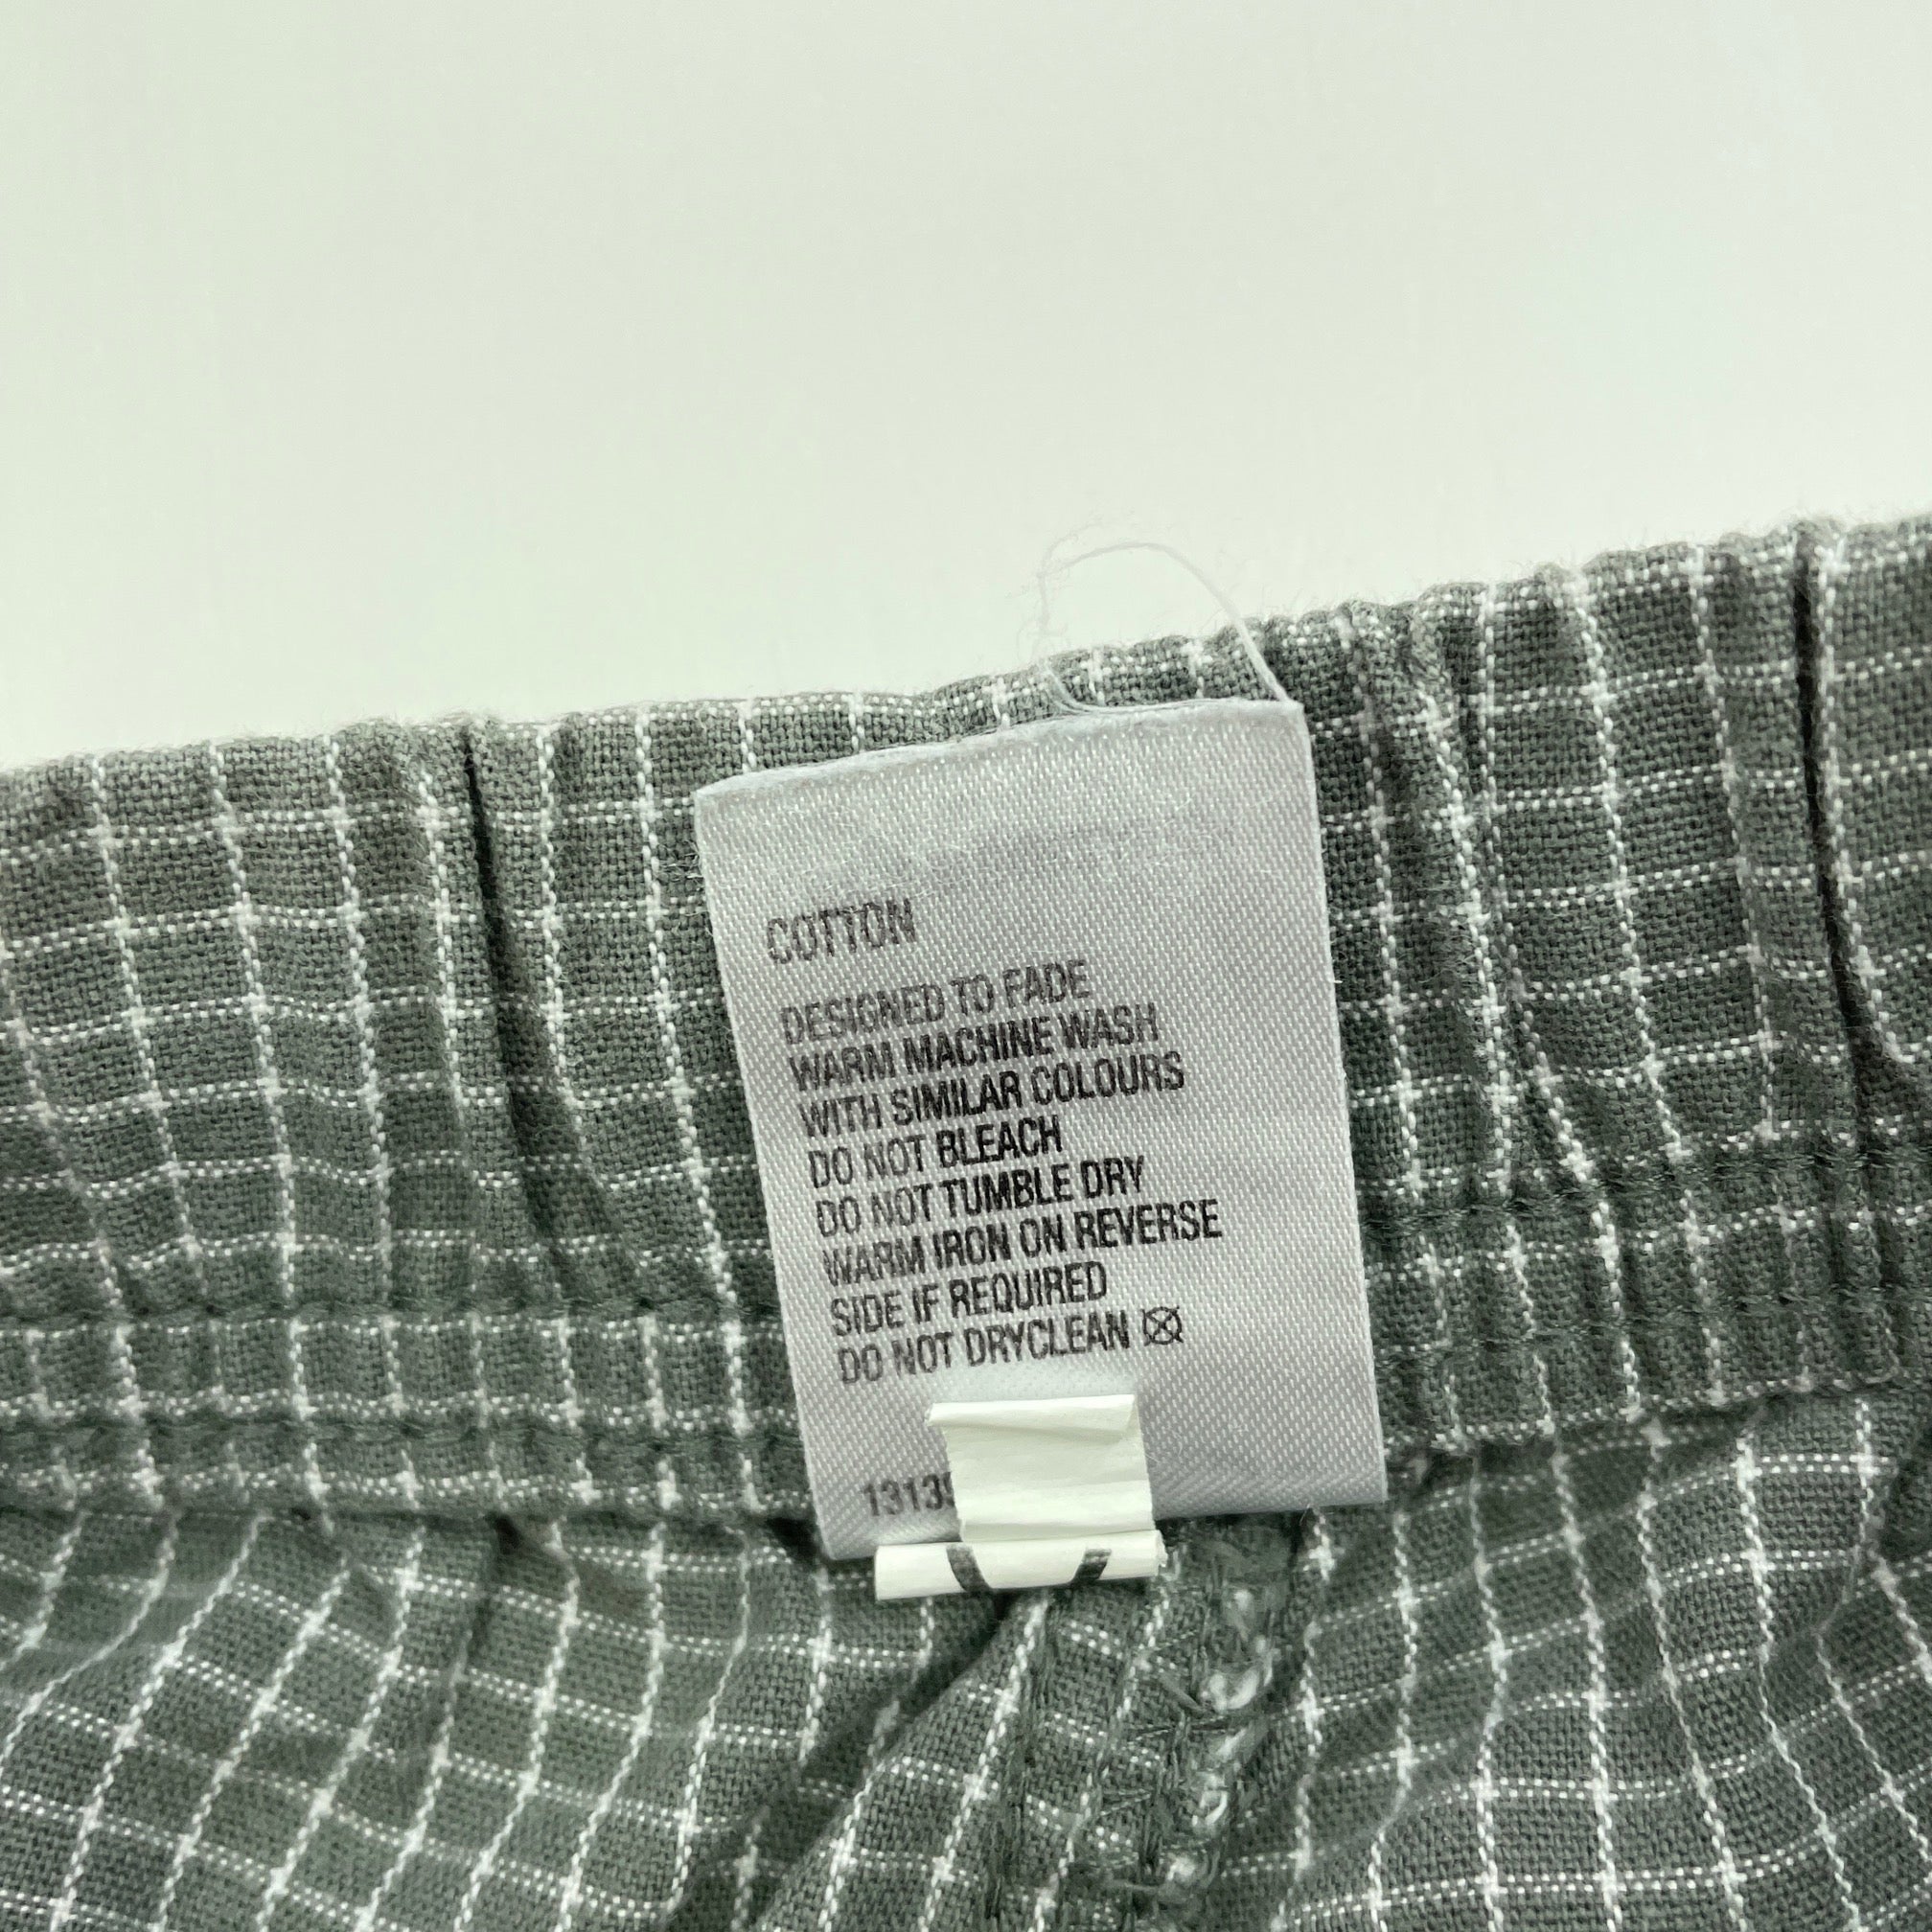 COTTON
DESIGNED TO FADE
WARM MACHINE WASH
WITH SIMILAR COLOURS
DO NOT BLEACH
DO NOT TUMBLE DRY
WARM IRON ON REVERSE
SIDE IF REQUIRED
DO NOT DRYCLEAN